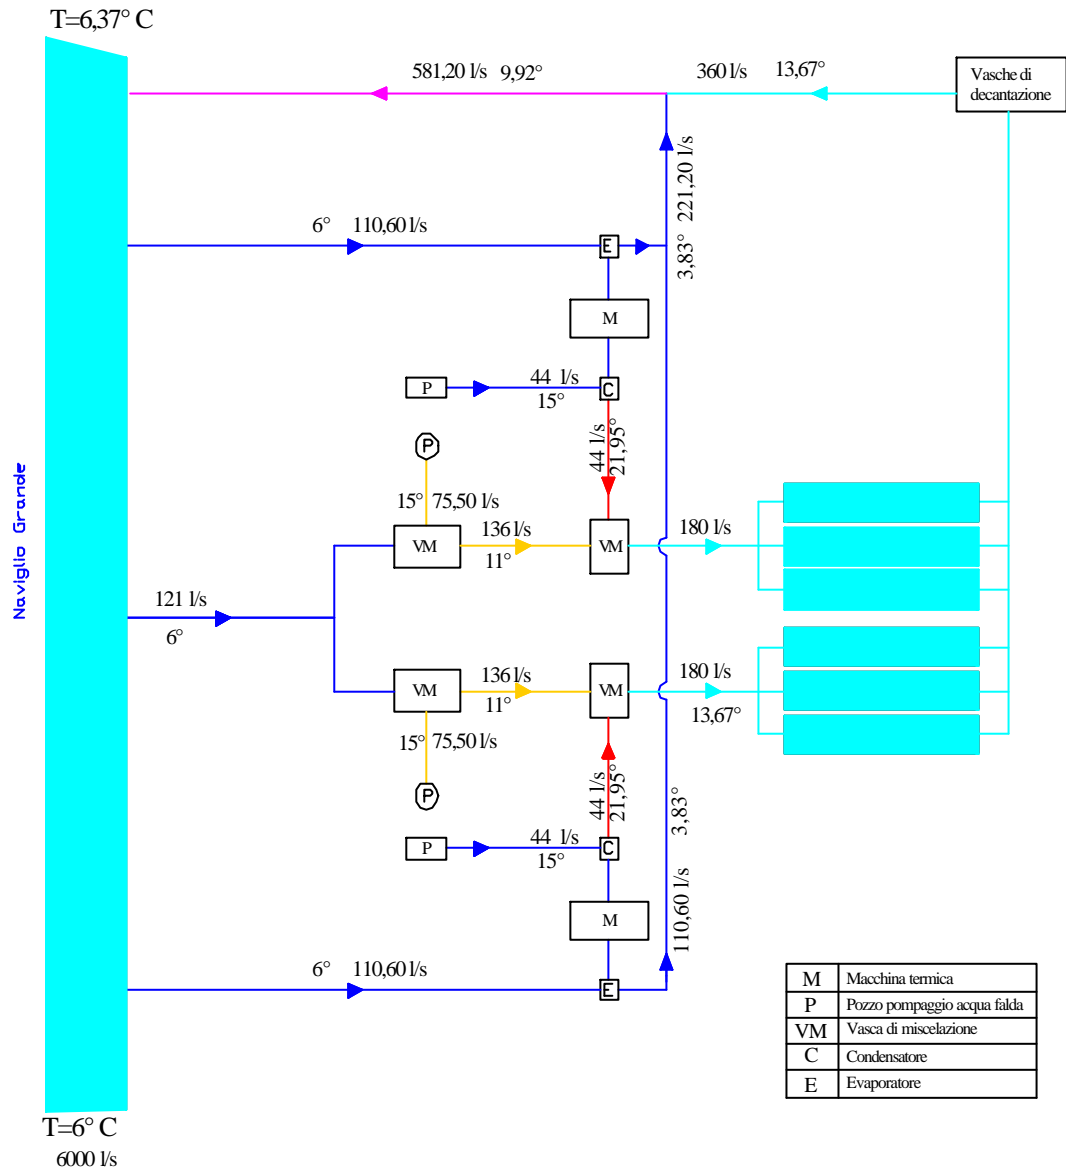 T=6,37° C
581,20 l/s 9,92°
360 l/s 13,67°
Vasche di
decantazione
221,20 l/s
3,83°
6° 110,60 l/s
E
M
P
44 l/s
15°
C
44 l/s
21,95°
P
15° 75,50 l/s
VM
136 l/s
11°
VM
180 l/s
Naviglio Grande
121 l/s
6°
VM
136 l/s
11°
VM
180 l/s
13,67°
15° 75,50 l/s
P
44 l/s
21,95°
3,83°
P
44 l/s
15°
C
M
110,60 l/s
6° 110,60 l/s
E
M Macchina termica
P Pozzo pompaggio acqua falda
VM Vasca di miscelazione
C Condensatore
E Evaporatore
T=6° C
6000 l/s